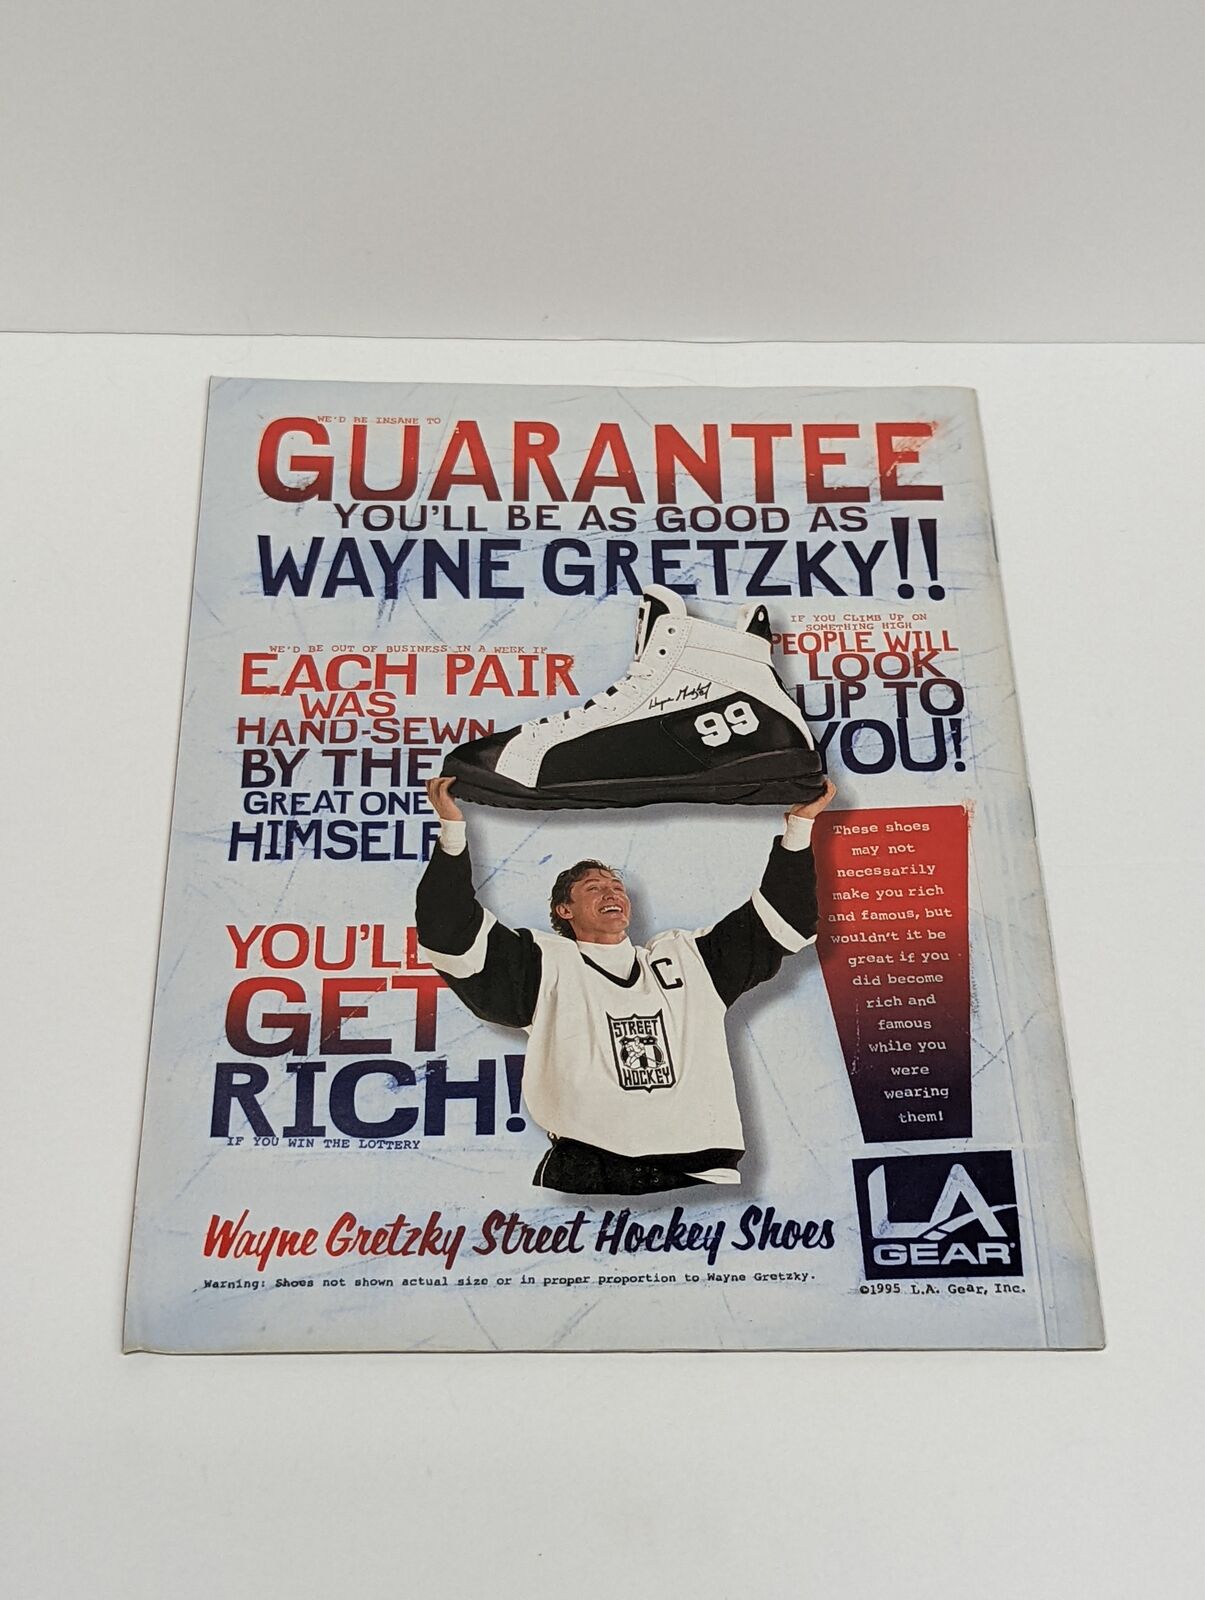 WE'D BE INSANE TO
GUARANTEE
YOU'LL BE AS GOOD AS
WAYNE GRETZKY!!
WE'D BE OUT OF BUSINESS IN A WEEK IF
EACH PAIR
WAS
HAND-SEWN
BY THE
GREAT ONE
HIMSELF
IF YOU CLIMB UP ON
SOMETHING HIGH
PEOPLE WILL
LOOK
UP TO
YOU!
Wayne Gretzky
99
These shoes
may not
necessarily
make you rich
and famous, but
wouldn't it be
great if you
did become
rich and
famous
while you
were
wearing
them!
YOU'LL
GET
RICH!
IF YOU WIN THE LOTTERY
C
STREET
HOCKEY
Wayne Gretzky Street Hockey Shoes
Warning: Shoes not shown actual size or in proper proportion to Wayne Gretzky.
LA
GEAR
©1995 L.A. Gear, Inc.